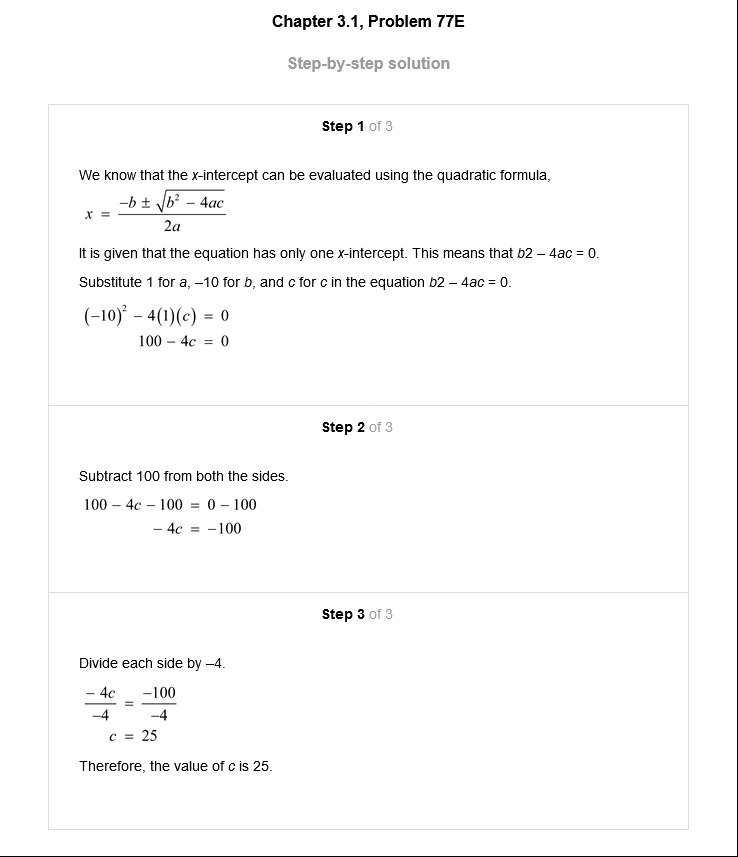 Chapter 3.1, Problem 77E
Step-by-step solution
Step 1 of 3
We know that the x-intercept can be evaluated using the quadratic formula,
x = \frac{-b ± \sqrt{b² − 4ac}}{2a}
It is given that the equation has only one x-intercept. This means that b2 – 4ac = 0.
Substitute 1 for a, –10 for b, and c for c in the equation b2 – 4ac = 0.
(−10)² − 4(1)(c) = 0
100 − 4c = 0
Step 2 of 3
Subtract 100 from both the sides.
100 − 4c − 100 = 0 − 100
− 4c = −100
Step 3 of 3
Divide each side by –4.
\frac{− 4c}{−4} = \frac{−100}{−4}
c = 25
Therefore, the value of c is 25.